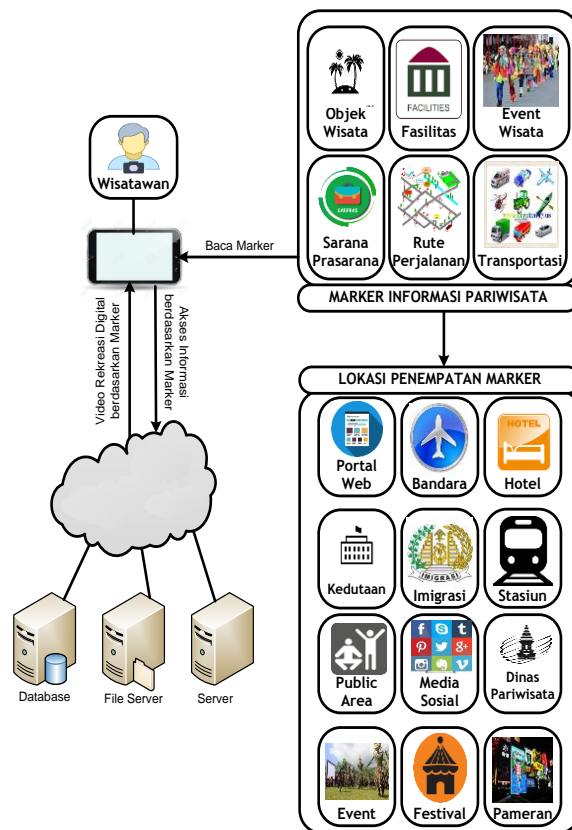 Objek
Wisata
FACILITIES
Fasilitas
Event
Wisata
Wisatawan
Sarana
Prasarana
Rute
Perjalanan
Transportasi
Baca Marker
MARKER INFORMASI PARIWISATA
Video Rekreasi Digital
berdasarkan Marker
Akses Informasi
berdasarkan Marker
LOKASI PENEMPATAN MARKER
Portal
Web
Bandara
HOTEL
Hotel
Kedutaan
IMIGRASI
Imigrasi
Stasiun
Public
Area
Media
Sosial
Dinas
Pariwisata
Database
File Server
Server
Event
Festival
Pameran